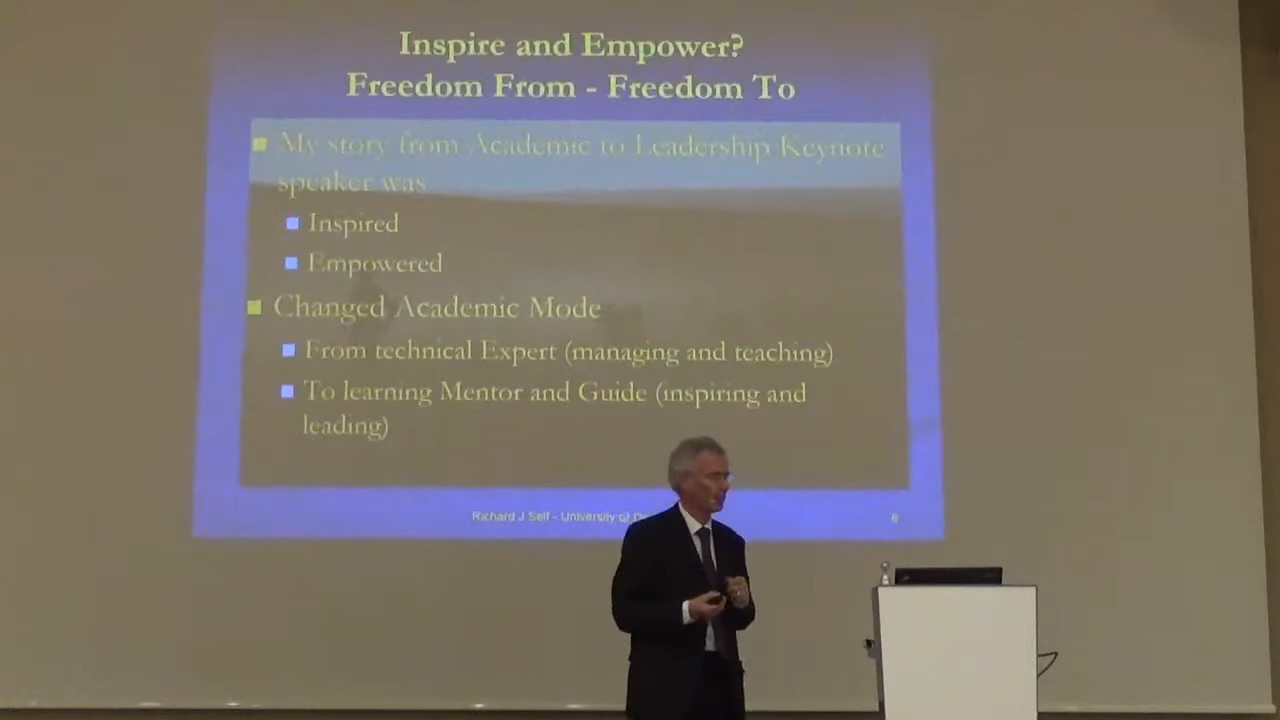 Inspire and Empower?
Freedom From - Freedom To
My story from Academic to Leadership Keynote
speaker was
Inspired
Empowered
Changed Academic Mode
From technical Expert (managing and teaching)
To learning Mentor and Guide (inspiring and
leading)
Richard J Self - University of
6